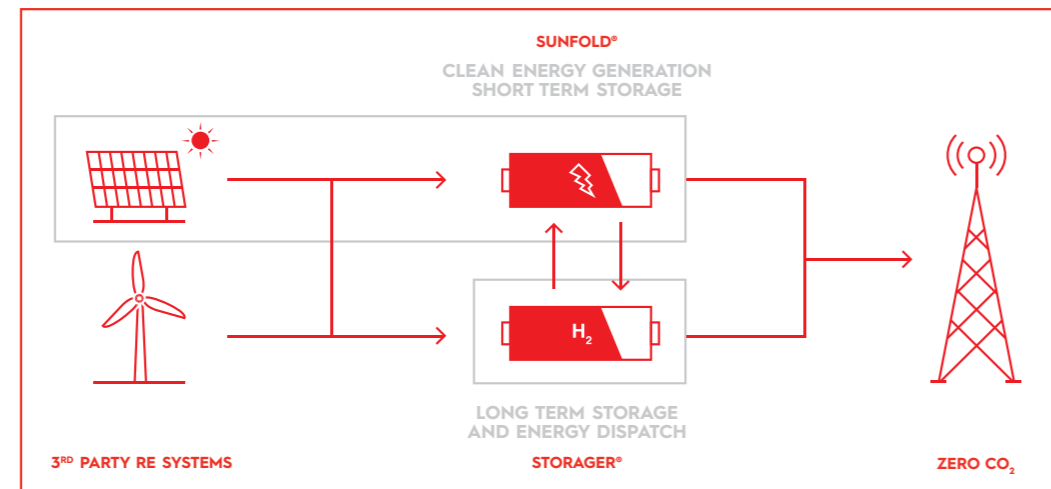 SUNFOLD®
CLEAN ENERGY GENERATION
SHORT TERM STORAGE
H₂
LONG TERM STORAGE
AND ENERGY DISPATCH
3RD PARTY RE SYSTEMS
STORAGER®
ZERO CO₂